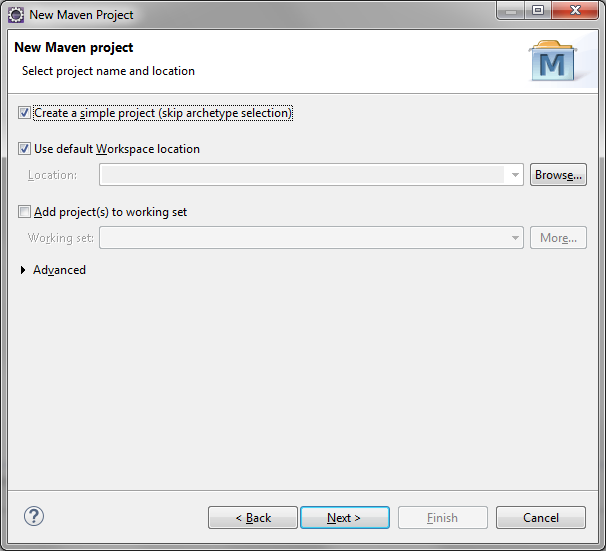 New Maven Project
New Maven project
Select project name and location
M
Create a simple project (skip archetype selection)
Use default Workspace location
Location:
Browse...
Add project(s) to working set
Working set:
More...
Advanced
?
< Back
Next >
Finish
Cancel